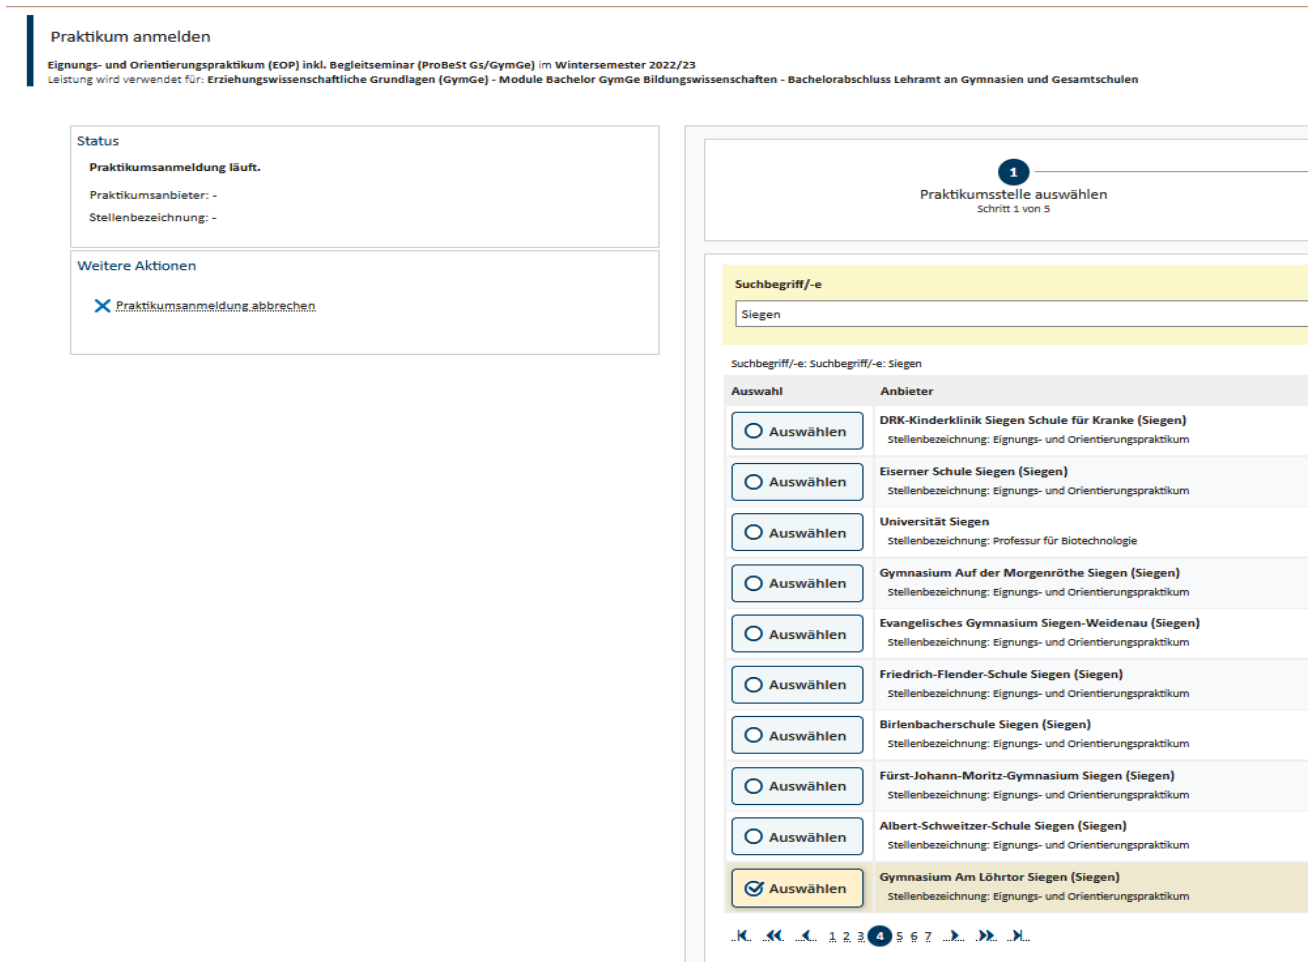 Praktikum anmelden
Eignungs- und Orientierungspraktikum (EOP) inkl. Begleitseminar (ProBeSt Gs/GymGe) im Wintersemester 2022/23
Leistung wird verwendet für: Erziehungswissenschaftliche Grundlagen (GymGe) - Module Bachelor GymGe Bildungswissenschaften - Bachelorabschluss Lehramt an Gymnasien und Gesamtschulen
Status
Praktikumsanmeldung läuft.
Praktikumsanbieter: -
Stellenbezeichnung: -
Weitere Aktionen
Praktikumsanmeldung abbrechen
1
Praktikumsstelle auswählen
Schritt 1 von 5
Suchbegriff/-e
Siegen
Suchbegriff/-e: Suchbegriff/-e: Siegen
Auswahl Anbieter
Auswählen DRK-Kinderklinik Siegen Schule für Kranke (Siegen)
Stellenbezeichnung: Eignungs- und Orientierungspraktikum
Auswählen Eiserner Schule Siegen (Siegen)
Stellenbezeichnung: Eignungs- und Orientierungspraktikum
Auswählen Universität Siegen
Stellenbezeichnung: Professur für Biotechnologie
Auswählen Gymnasium Auf der Morgenröthe Siegen (Siegen)
Stellenbezeichnung: Eignungs- und Orientierungspraktikum
Auswählen Evangelisches Gymnasium Siegen-Weidenau (Siegen)
Stellenbezeichnung: Eignungs- und Orientierungspraktikum
Auswählen Friedrich-Flender-Schule Siegen (Siegen)
Stellenbezeichnung: Eignungs- und Orientierungspraktikum
Auswählen Birlenbacherschule Siegen (Siegen)
Stellenbezeichnung: Eignungs- und Orientierungspraktikum
Auswählen Fürst-Johann-Moritz-Gymnasium Siegen (Siegen)
Stellenbezeichnung: Eignungs- und Orientierungspraktikum
Auswählen Albert-Schweitzer-Schule Siegen (Siegen)
Stellenbezeichnung: Eignungs- und Orientierungspraktikum
Auswählen Gymnasium Am Löhrtor Siegen (Siegen)
Stellenbezeichnung: Eignungs- und Orientierungspraktikum
1 2 3 4 5 6 7